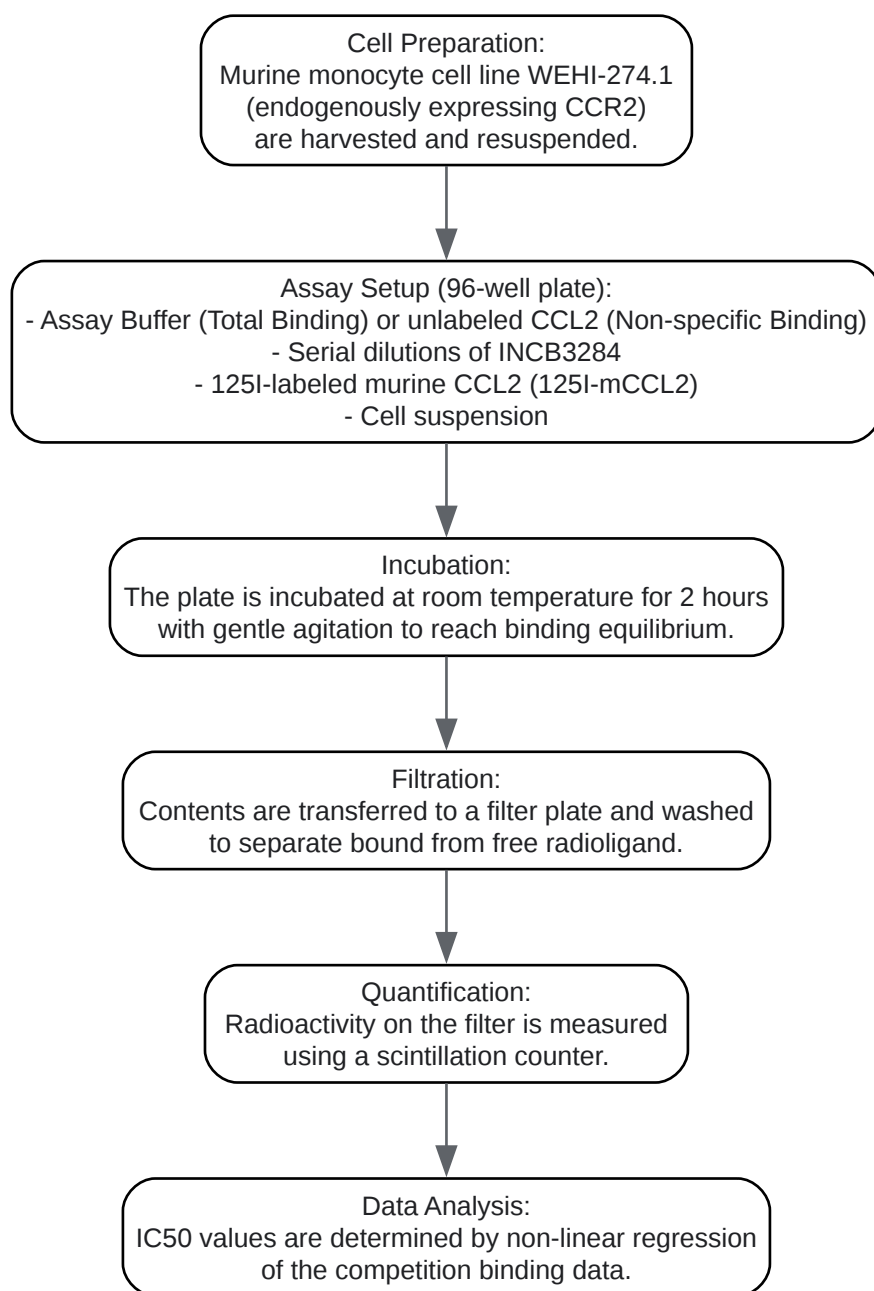 Cell Preparation:
Murine monocyte cell line WEHI-274.1
(endogenously expressing CCR2)
are harvested and resuspended.
Assay Setup (96-well plate):
- Assay Buffer (Total Binding) or unlabeled CCL2 (Non-specific Binding)
- Serial dilutions of INCB3284
- 125I-labeled murine CCL2 (125I-mCCL2)
- Cell suspension
Incubation:
The plate is incubated at room temperature for 2 hours
with gentle agitation to reach binding equilibrium.
Filtration:
Contents are transferred to a filter plate and washed
to separate bound from free radioligand.
Quantification:
Radioactivity on the filter is measured
using a scintillation counter.
Data Analysis:
IC50 values are determined by non-linear regression
of the competition binding data.